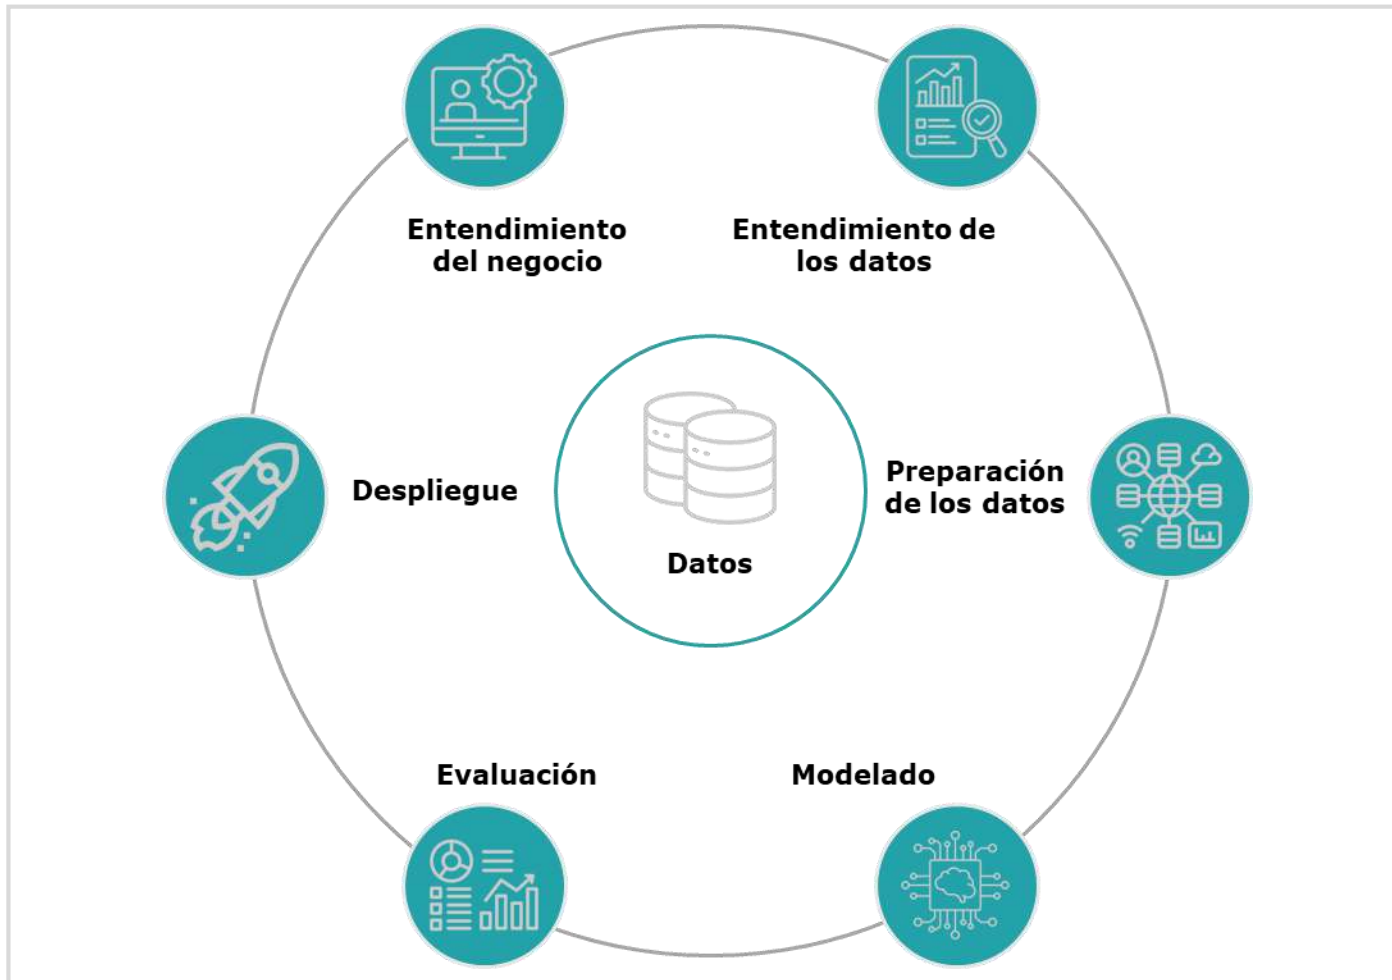 Entendimiento
del negocio
Entendimiento de
los datos
Despliegue
Datos
Preparación
de los datos
Evaluación
Modelado